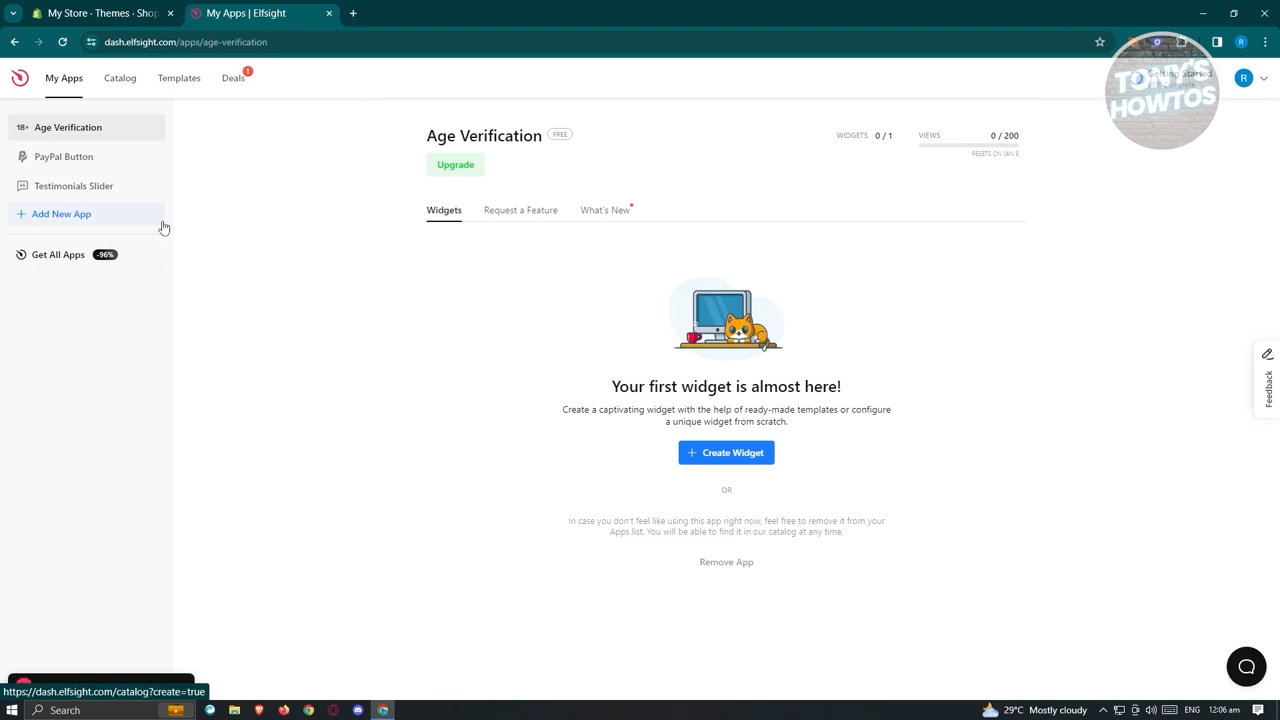 My Store · Themes · Sho
My Apps | Elfsight
dash.elfsight.com/apps/age-verification
R
My Apps
Catalog
Templates
Deals
1
Getting Started
TONY'S
HOWTOS
R
18+ Age Verification
PayPal Button
Testimonials Slider
+ Add New App
Get All Apps -96%
Age Verification FREE
WIDGETS 0 / 1
VIEWS 0 / 200
RESETS ON JAN 8
Upgrade
Widgets
Request a Feature
What's New
Your first widget is almost here!
Create a captivating widget with the help of ready-made templates or configure
a unique widget from scratch.
+ Create Widget
OR
In case you don't feel like using this app right now, feel free to remove it from your
Apps list. You will be able to find it in our catalog at any time.
Remove App
Feedback
https://dash.elfsight.com/catalog?create=true
Search
29°C Mostly cloudy
12:06 am